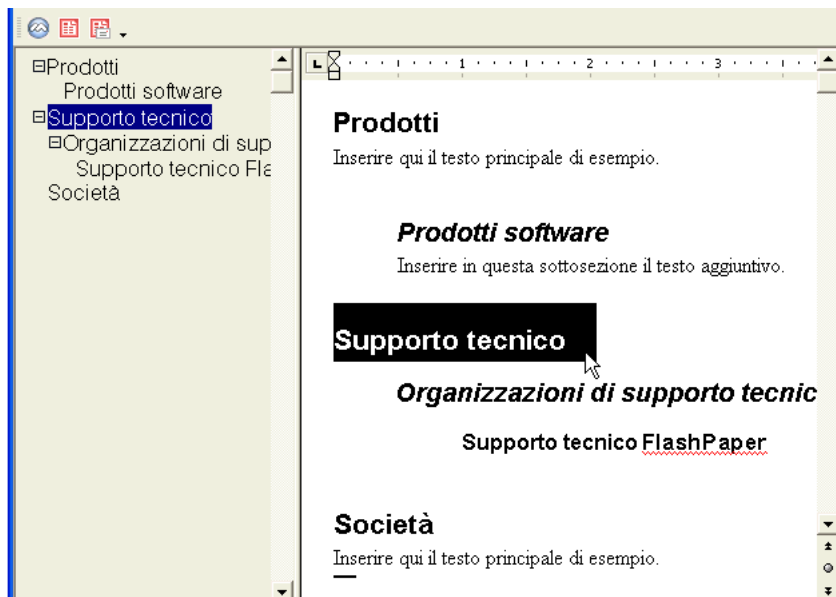 Prodotti
Prodotti software
Supporto tecnico
Organizzazioni di sup
Supporto tecnico Fla
Società
1 2 3
Prodotti
Inserire qui il testo principale di esempio.
Prodotti software
Inserire in questa sottosezione il testo aggiuntivo.
Supporto tecnico
Organizzazioni di supporto tecnic
Supporto tecnico FlashPaper
Società
Inserire qui il testo principale di esempio.